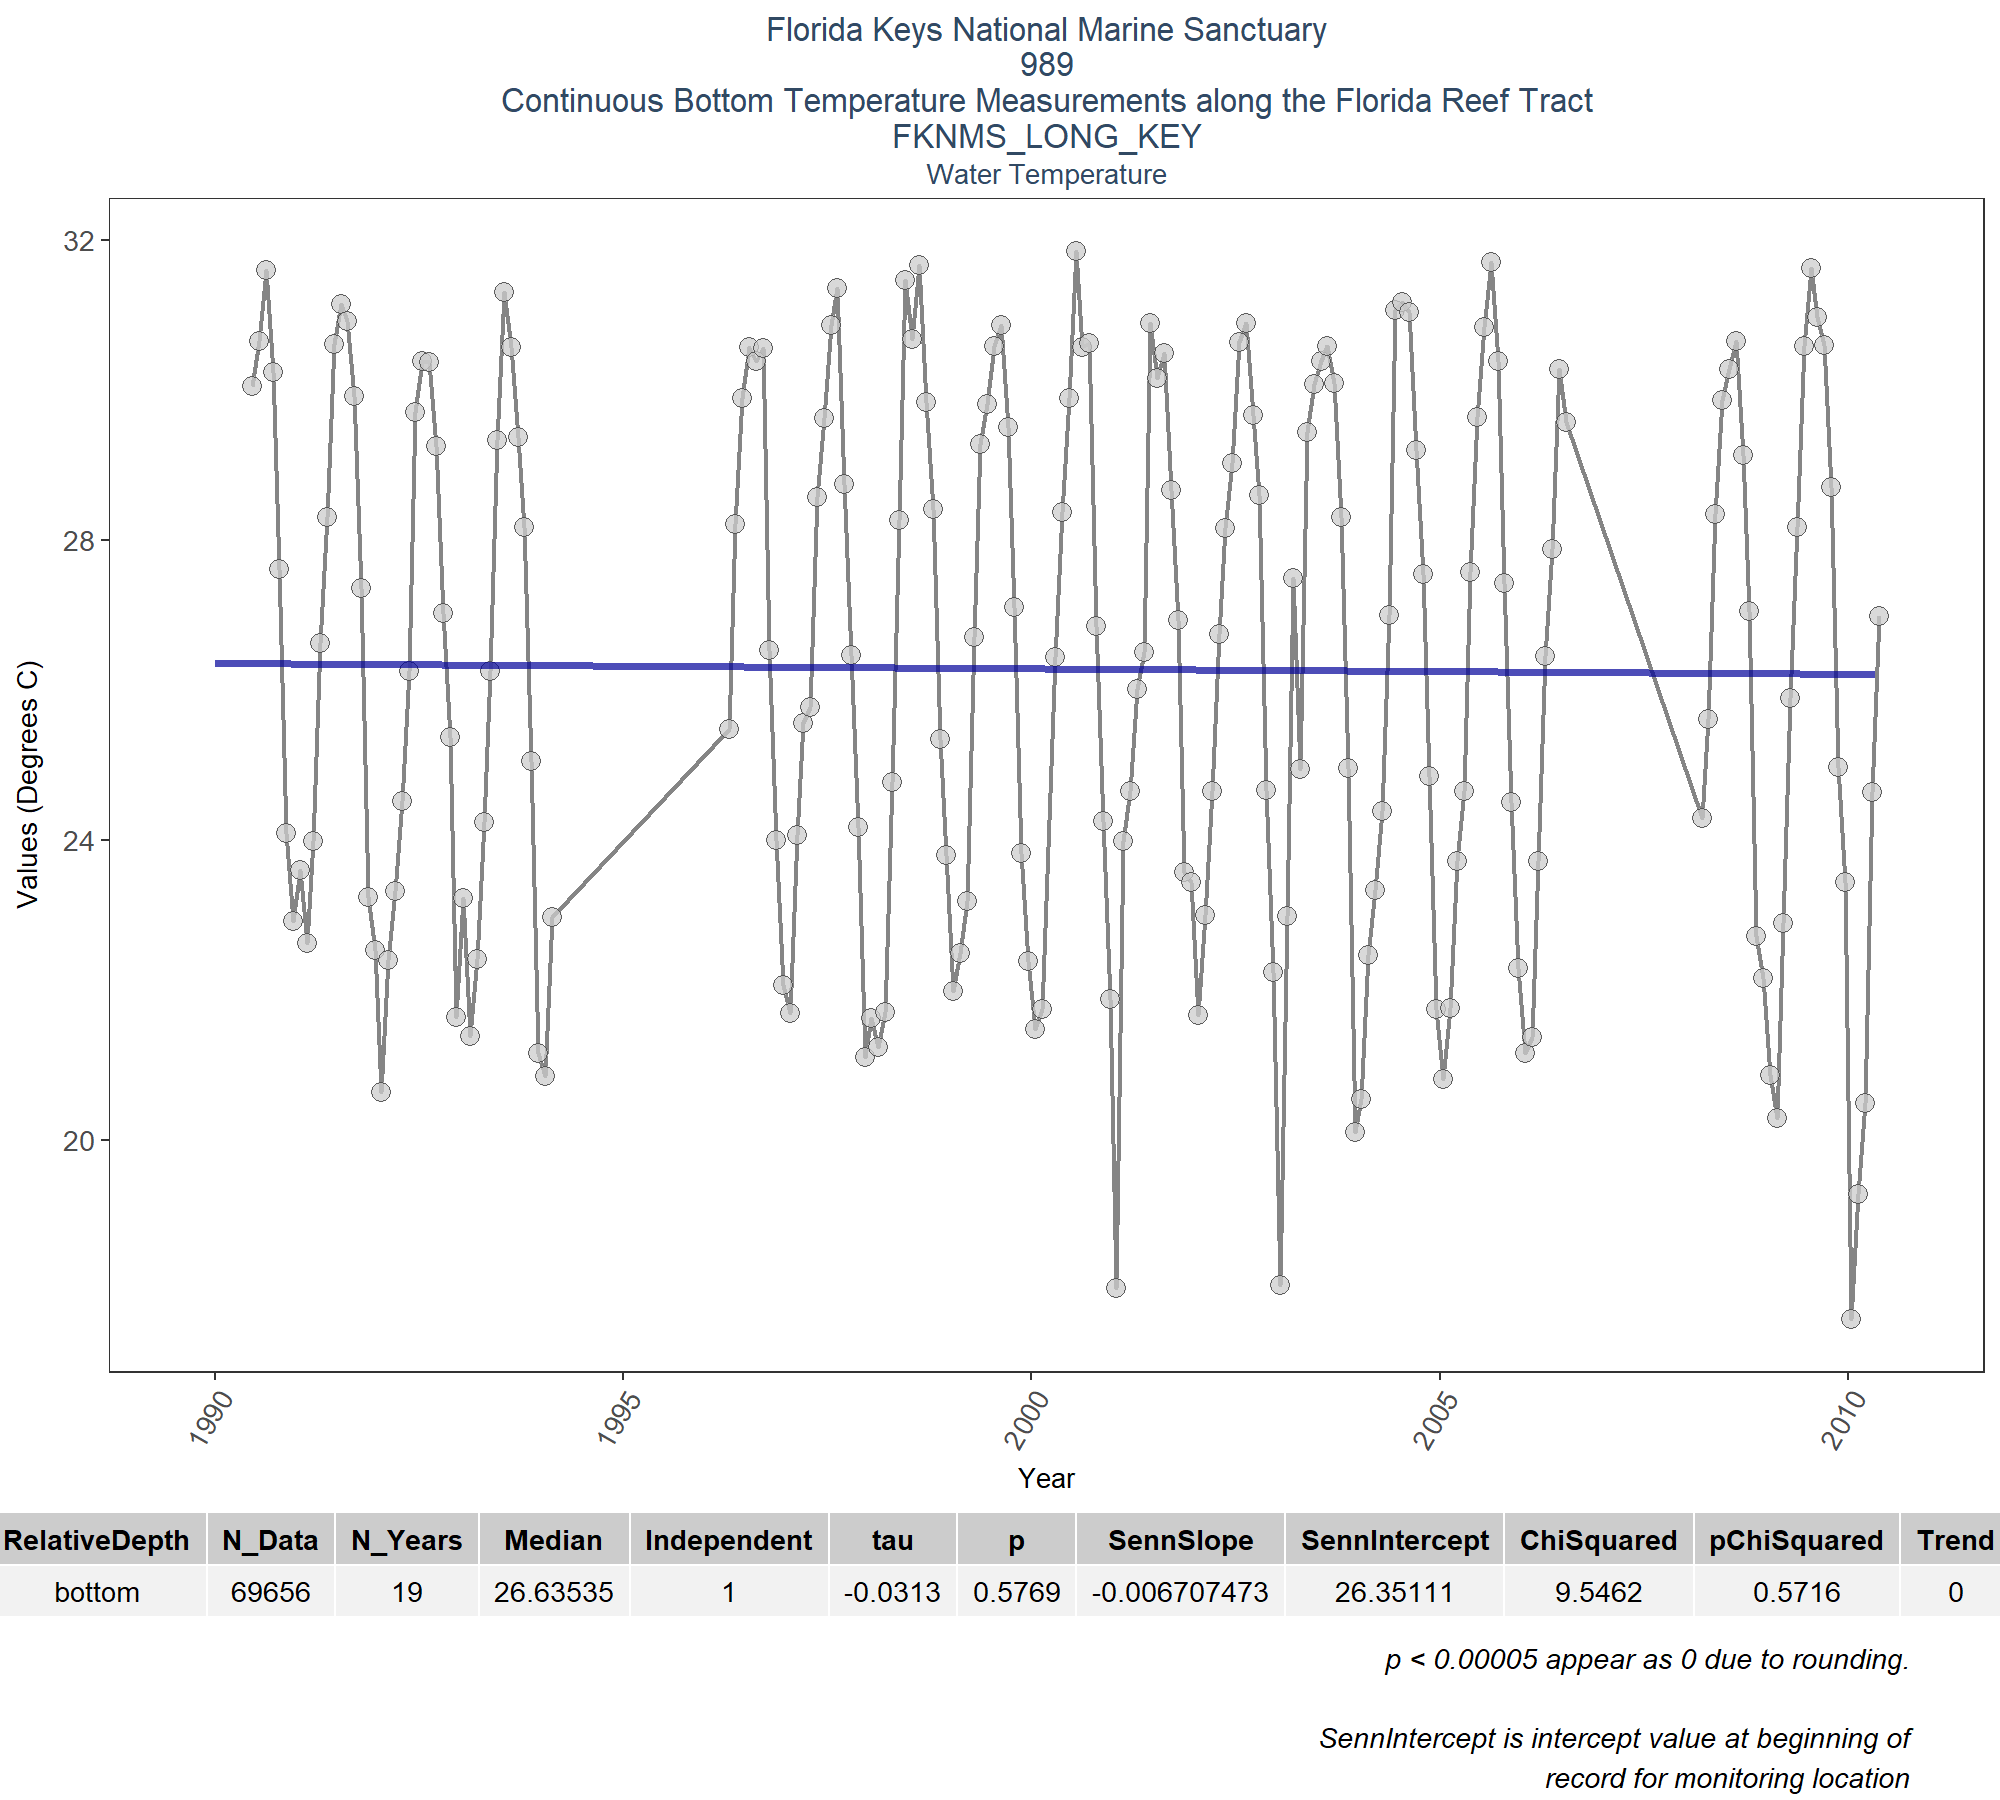 Florida Keys National Marine Sanctuary
989
Continuous Bottom Temperature Measurements along the Florida Reef Tract
FKNMS_LONG_KEY
Water Temperature
Values (Degrees C)
32
28
24
20
1990
1995
2000
2005
2010
Year
RelativeDepth N_Data N_Years Median Independent tau p SennSlope SennIntercept ChiSquared pChiSquared Trend
bottom 69656 19 26.63535 1 -0.0313 0.5769 -0.006707473 26.35111 9.5462 0.5716 0
p < 0.00005 appear as 0 due to rounding.
SennIntercept is intercept value at beginning of
record for monitoring location